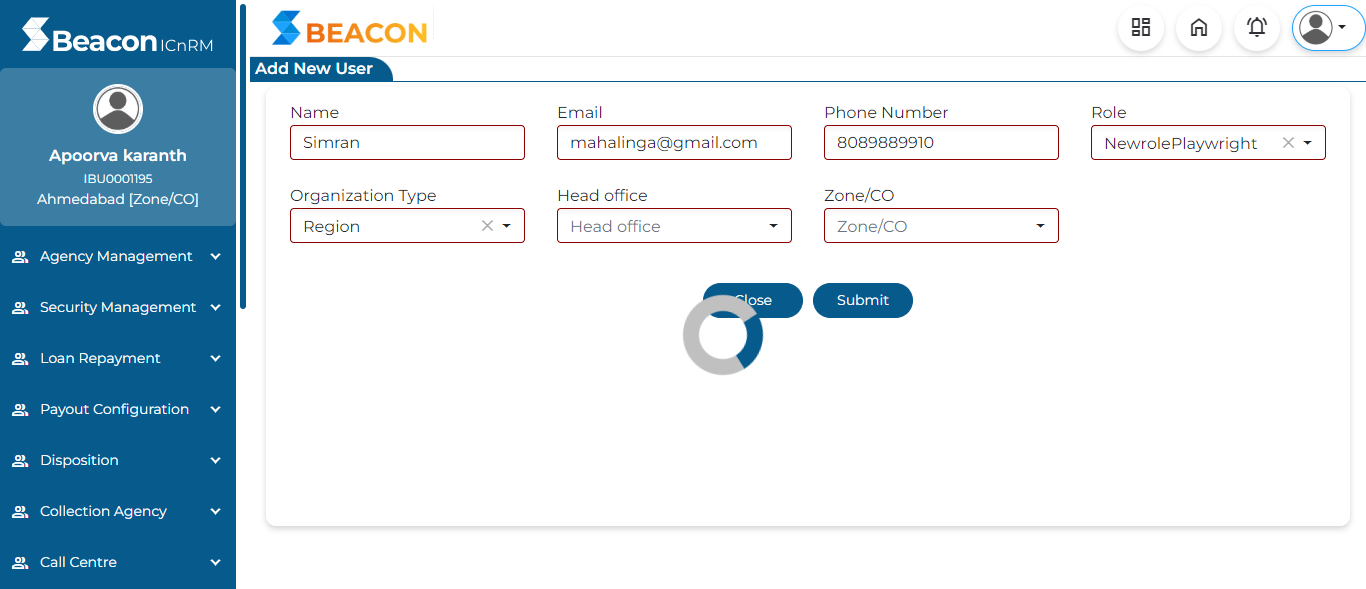 Beacon ICnRM
Apoorva karanth
IBU0001195
Ahmedabad [Zone/CO]
Agency Management
Security Management
Loan Repayment
Payout Configuration
Disposition
Collection Agency
Call Centre
BEACON
Add New User
Name
Email
Phone Number
Role
Simran
mahalinga@gmail.com
8089889910
NewrolePlaywright
Organization Type
Head office
Zone/CO
Region
Head office
Zone/CO
Close
Submit